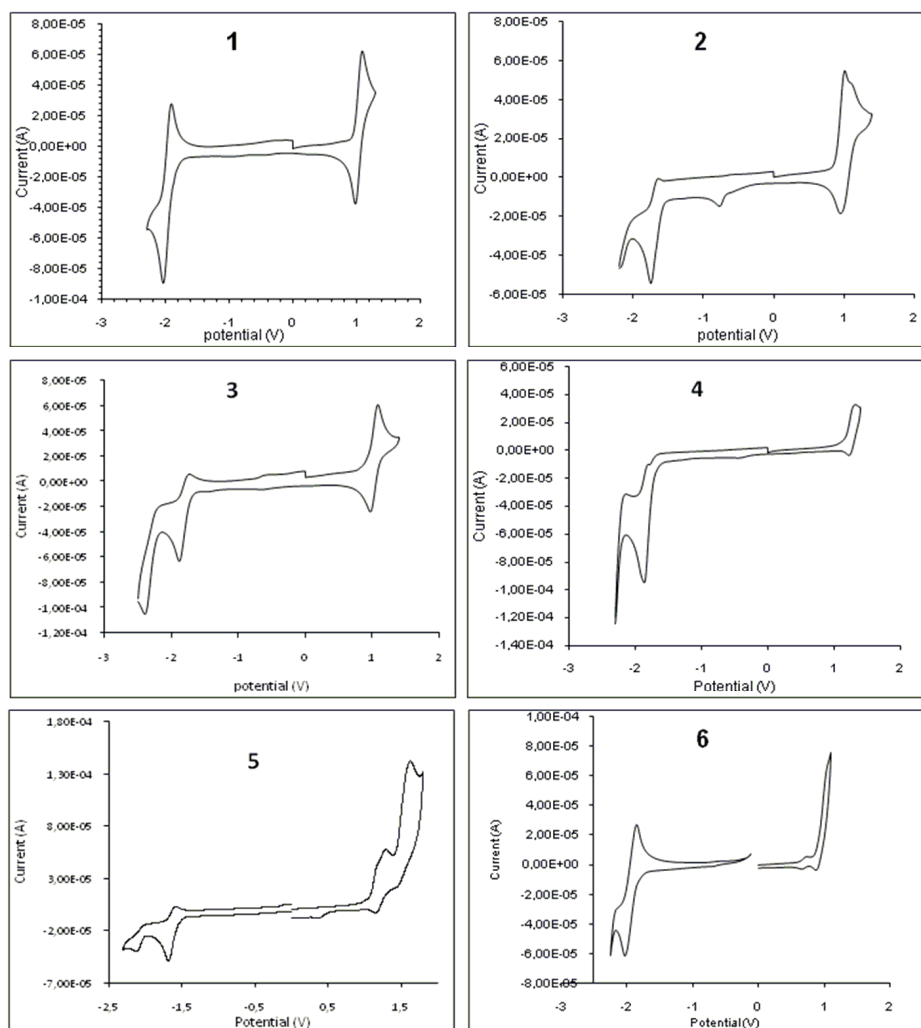 1
8,00E-05
6,00E-05
4,00E-05
2,00E-05
0,00E+00
-2,00E-05
-4,00E-05
-6,00E-05
-8,00E-05
-1,00E-04
Current (A)
-3 -2 -1 0 1 2
potential (V)
2
8,00E-05
6,00E-05
4,00E-05
2,00E-05
0,00E+00
-2,00E-05
-4,00E-05
-6,00E-05
Current (A)
-3 -2 -1 0 1 2
potential (V)
3
8,00E-05
6,00E-05
4,00E-05
2,00E-05
0,00E+00
-2,00E-05
-4,00E-05
-6,00E-05
-8,00E-05
-1,00E-04
-1,20E-04
Current (A)
-3 -2 -1 0 1 2
potential (V)
4
6,00E-05
4,00E-05
2,00E-05
0,00E+00
-2,00E-05
-4,00E-05
-6,00E-05
-8,00E-05
-1,00E-04
-1,20E-04
-1,40E-04
Current (A)
-3 -2 -1 0 1 2
Potential (V)
5
1,80E-04
1,30E-04
8,00E-05
3,00E-05
-2,00E-05
-7,00E-05
Current (A)
-2,5 -1,5 -0,5 0,5 1,5
Potential (V)
6
1,00E-04
8,00E-05
6,00E-05
4,00E-05
2,00E-05
0,00E+00
-2,00E-05
-4,00E-05
-6,00E-05
-8,00E-05
Current (A)
-3 -2 -1 0 1 2
Potential (V)